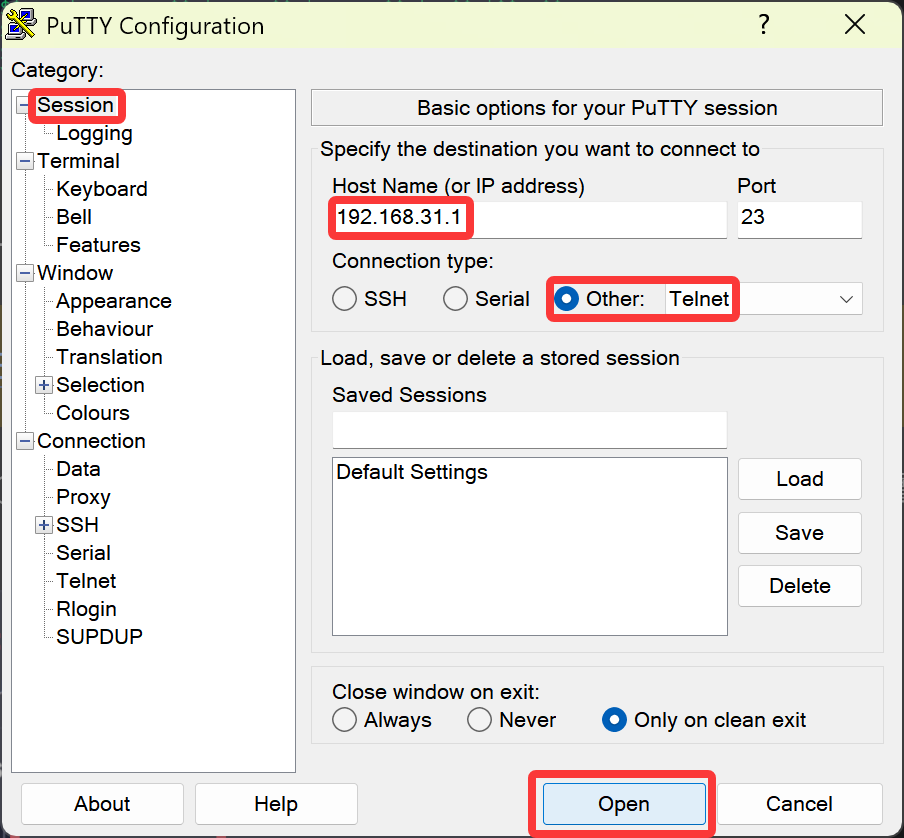 PuTTY Configuration
?
Category:
Session
Logging
Terminal
Keyboard
Bell
Features
Window
Appearance
Behaviour
Translation
Selection
Colours
Connection
Data
Proxy
SSH
Serial
Telnet
Rlogin
SUPDUP
Basic options for your PuTTY session
Specify the destination you want to connect to
Host Name (or IP address) Port
192.168.31.1 23
Connection type:
SSH Serial Other: Telnet
Load, save or delete a stored session
Saved Sessions
Default Settings
Load
Save
Delete
Close window on exit:
Always Never Only on clean exit
About Help Open Cancel